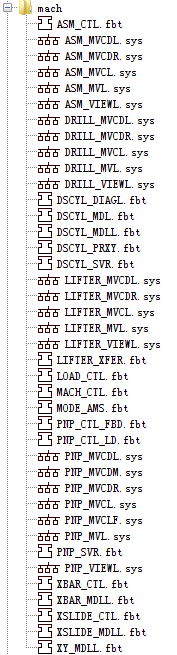 mach
ASM_CTL.fbt
ASM_MVCDL.sys
ASM_MVCDR.sys
ASM_MVCL.sys
ASM_MVL.sys
ASM_VIEWL.sys
DRILL_MVCDL.sys
DRILL_MVCDR.sys
DRILL_MVCL.sys
DRILL_MVL.sys
DRILL_VIEWL.sys
DSCYL_DIAGL.fbt
DSCYL_MDL.fbt
DSCYL_MDLL.fbt
DSCYL_PRXY.fbt
DSCYL_SVR.fbt
LIFTER_MVCDL.sys
LIFTER_MVCDR.sys
LIFTER_MVCL.sys
LIFTER_MVL.sys
LIFTER_VIEWL.sys
LIFTER_XFER.fbt
LOAD_CTL.fbt
MACH_CTL.fbt
MODE_AMS.fbt
PNP_CTL_FBD.fbt
PNP_CTL_LD.fbt
PNP_MVCDL.sys
PNP_MVCDM.sys
PNP_MVCDR.sys
PNP_MVCL.sys
PNP_MVCLF.sys
PNP_MVL.sys
PNP_SVR.fbt
PNP_VIEWL.sys
XBAR_CTL.fbt
XBAR_MDLL.fbt
XSLIDE_CTL.fbt
XSLIDE_MDLL.fbt
XY_MDLL.fbt